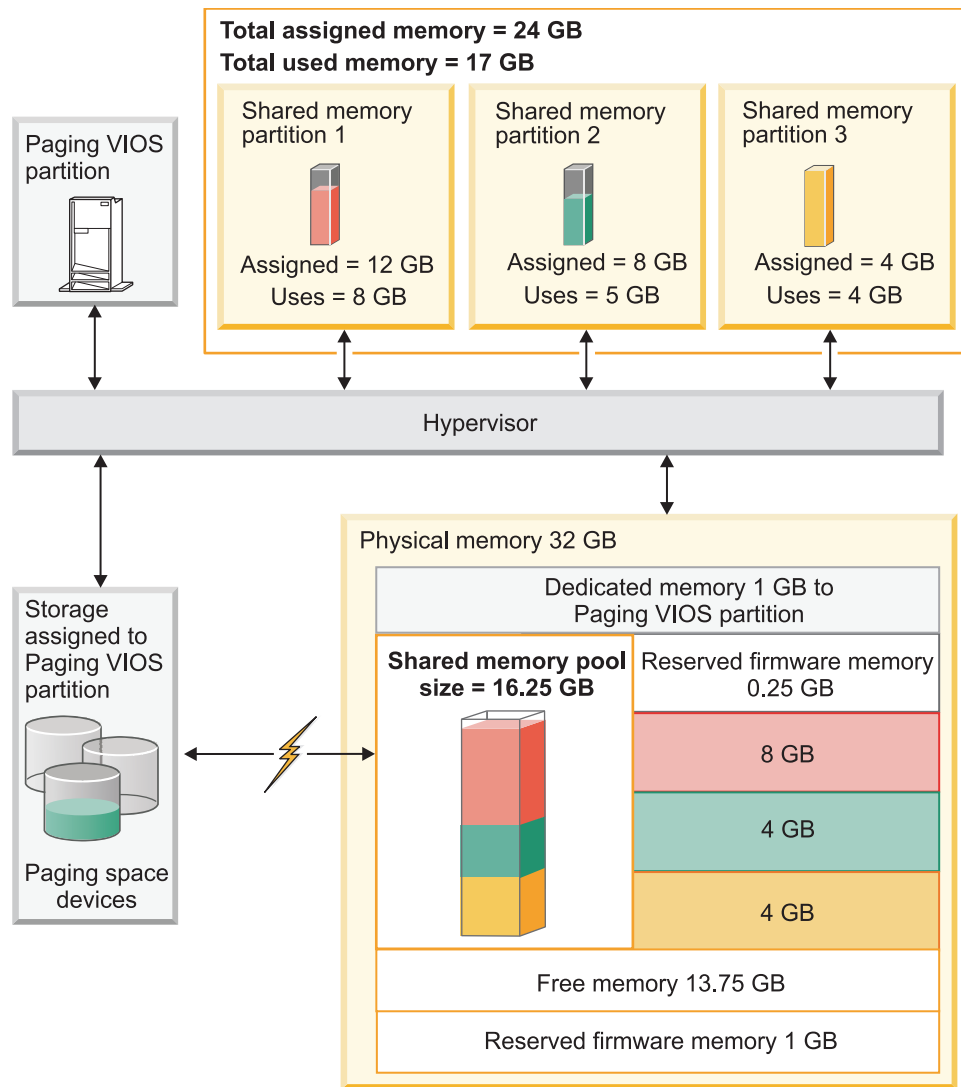 Total assigned memory = 24 GB
Total used memory = 17 GB
Paging VIOS
partition
Shared memory
partition 1
Assigned = 12 GB
Uses = 8 GB
Shared memory
partition 2
Assigned = 8 GB
Uses = 5 GB
Shared memory
partition 3
Assigned = 4 GB
Uses = 4 GB
Hypervisor
Storage
assigned to
Paging VIOS
partition
Paging space
devices
Physical memory 32 GB
Dedicated memory 1 GB to
Paging VIOS partition
Shared memory pool
size = 16.25 GB
Reserved firmware memory
0.25 GB
8 GB
4 GB
4 GB
Free memory 13.75 GB
Reserved firmware memory 1 GB